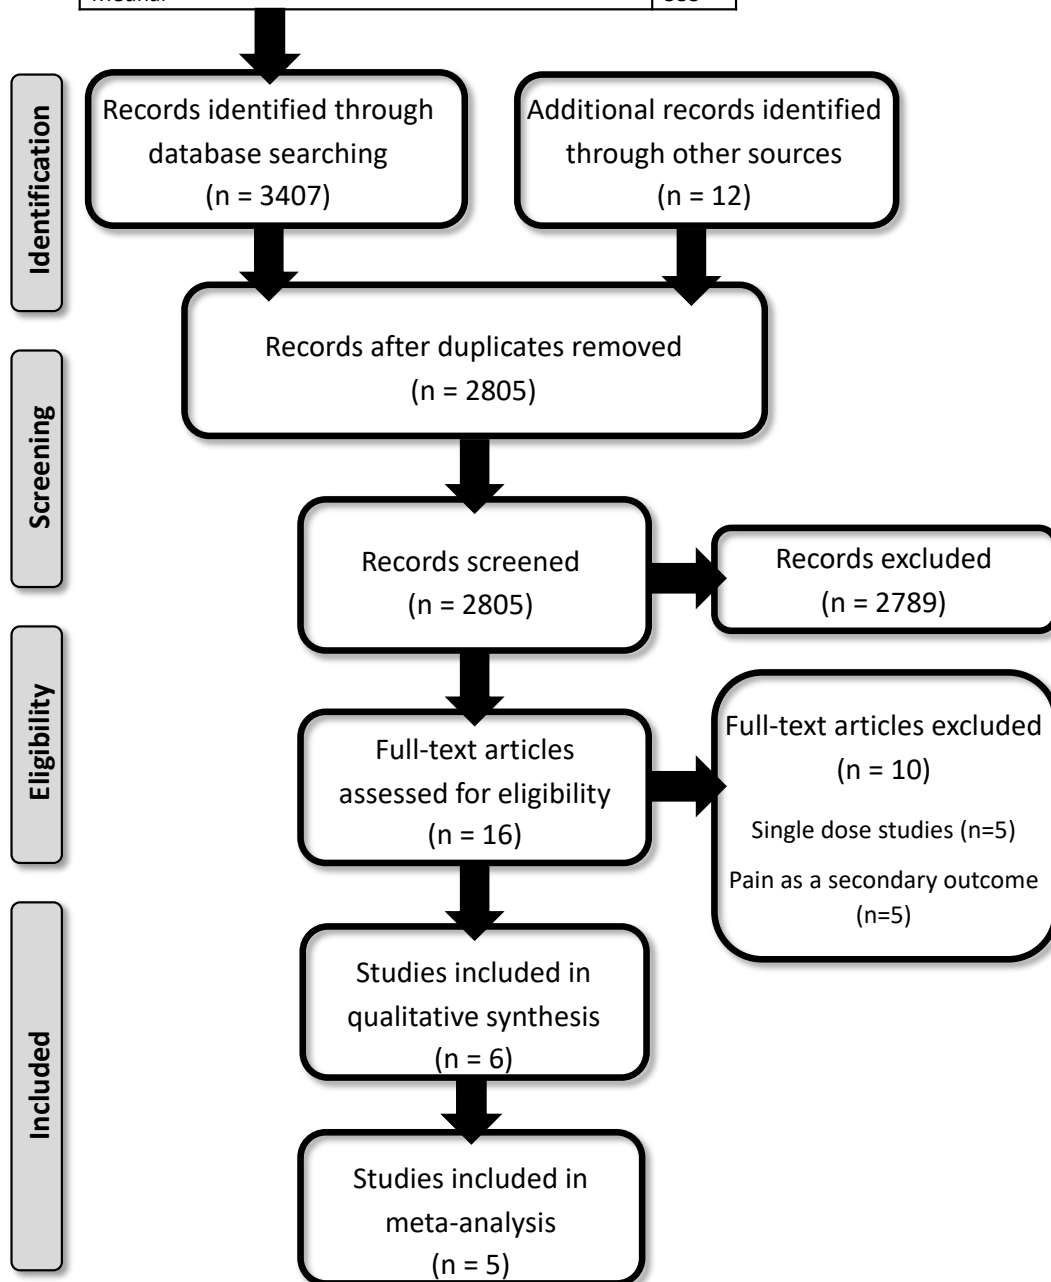 Identification
Records identified through
database searching
(n = 3407)
Additional records identified
through other sources
(n = 12)
Records after duplicates removed
(n = 2805)
Screening
Records screened
(n = 2805)
Records excluded
(n = 2789)
Eligibility
Full-text articles
assessed for eligibility
(n = 16)
Full-text articles excluded
(n = 10)
Single dose studies (n=5)
Pain as a secondary outcome
(n=5)
Included
Studies included in
qualitative synthesis
(n = 6)
Studies included in
meta-analysis
(n = 5)